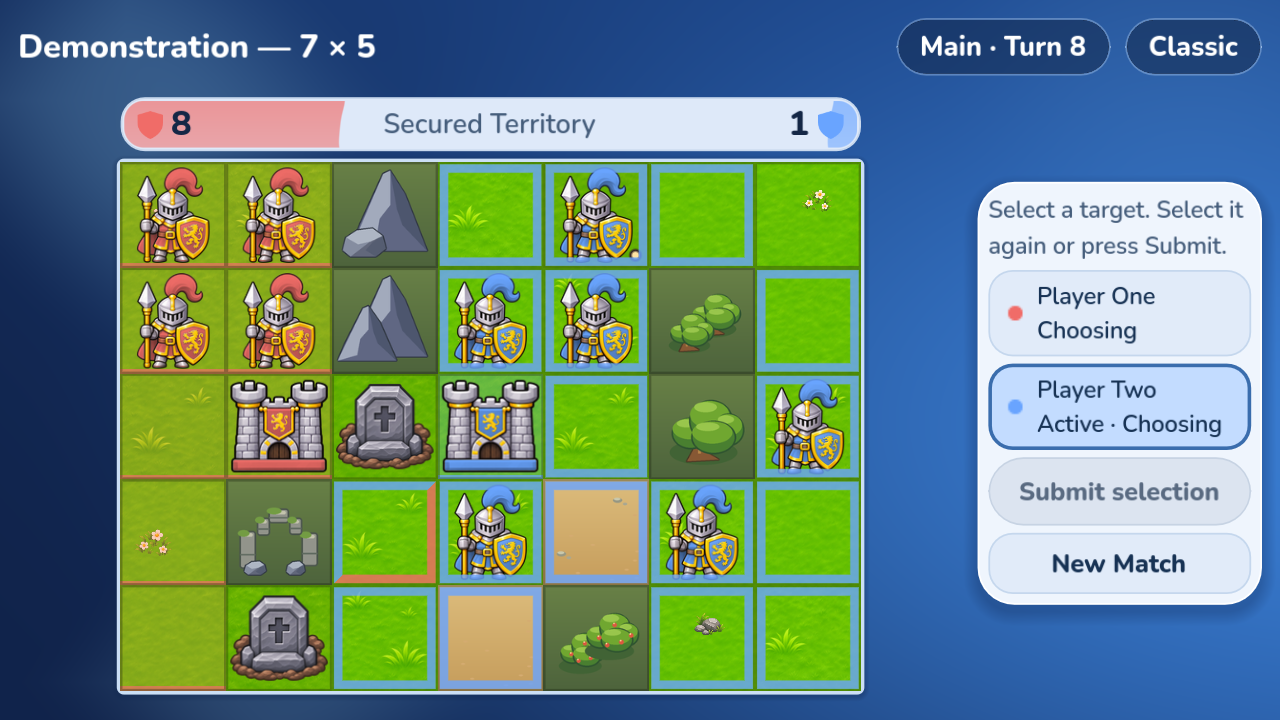 Demonstration — 7 × 5
Main · Turn 8
Classic
8
Secured Territory
1
Select a target. Select it
again or press Submit.
Player One
Choosing
Player Two
Active · Choosing
Submit selection
New Match